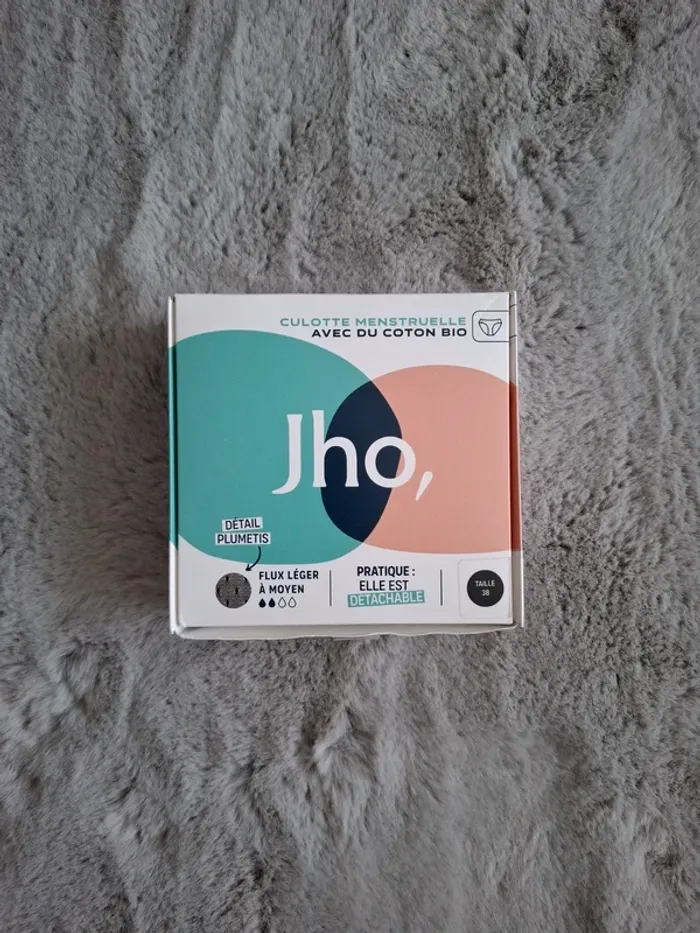 CULOTTE MENSTRUELLE
AVEC DU COTON BIO
Jho,
DÉTAIL
PLUMETIS
FLUX LÉGER
À MOYEN
PRATIQUE :
ELLE EST
DÉTACHABLE
TAILLE
38